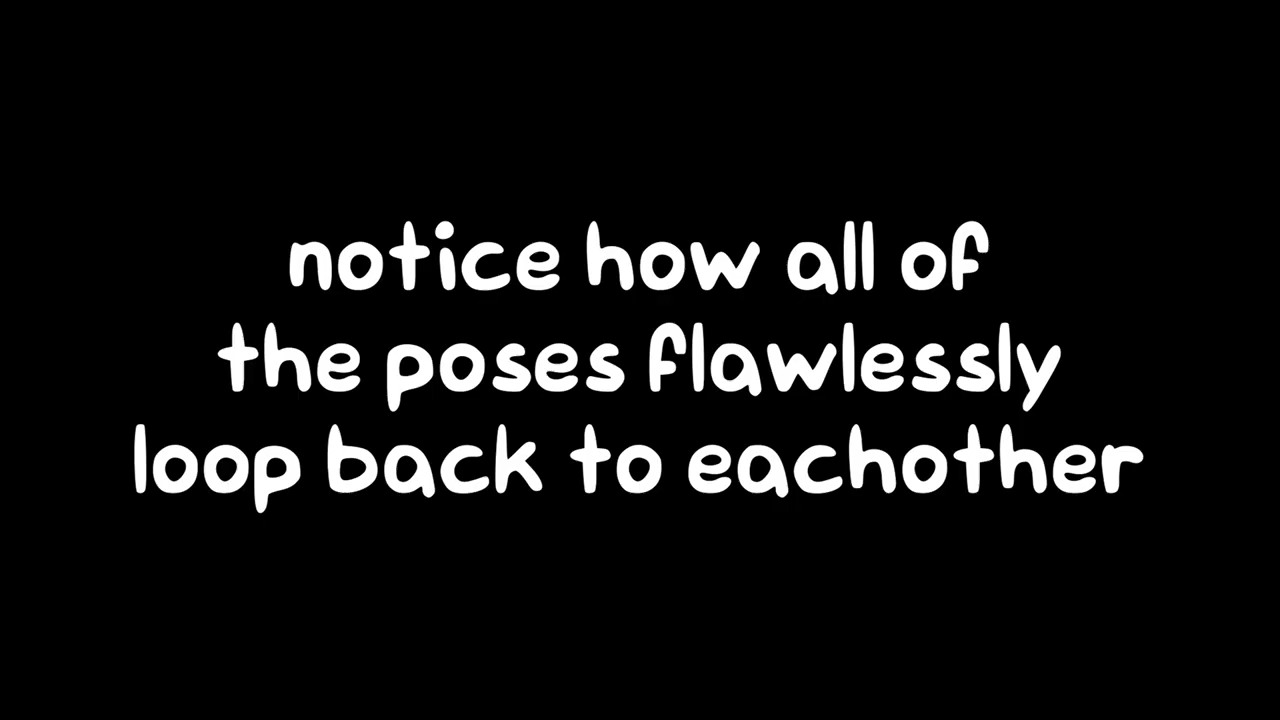 notice how all of
the poses flawlessly
loop back to eachother